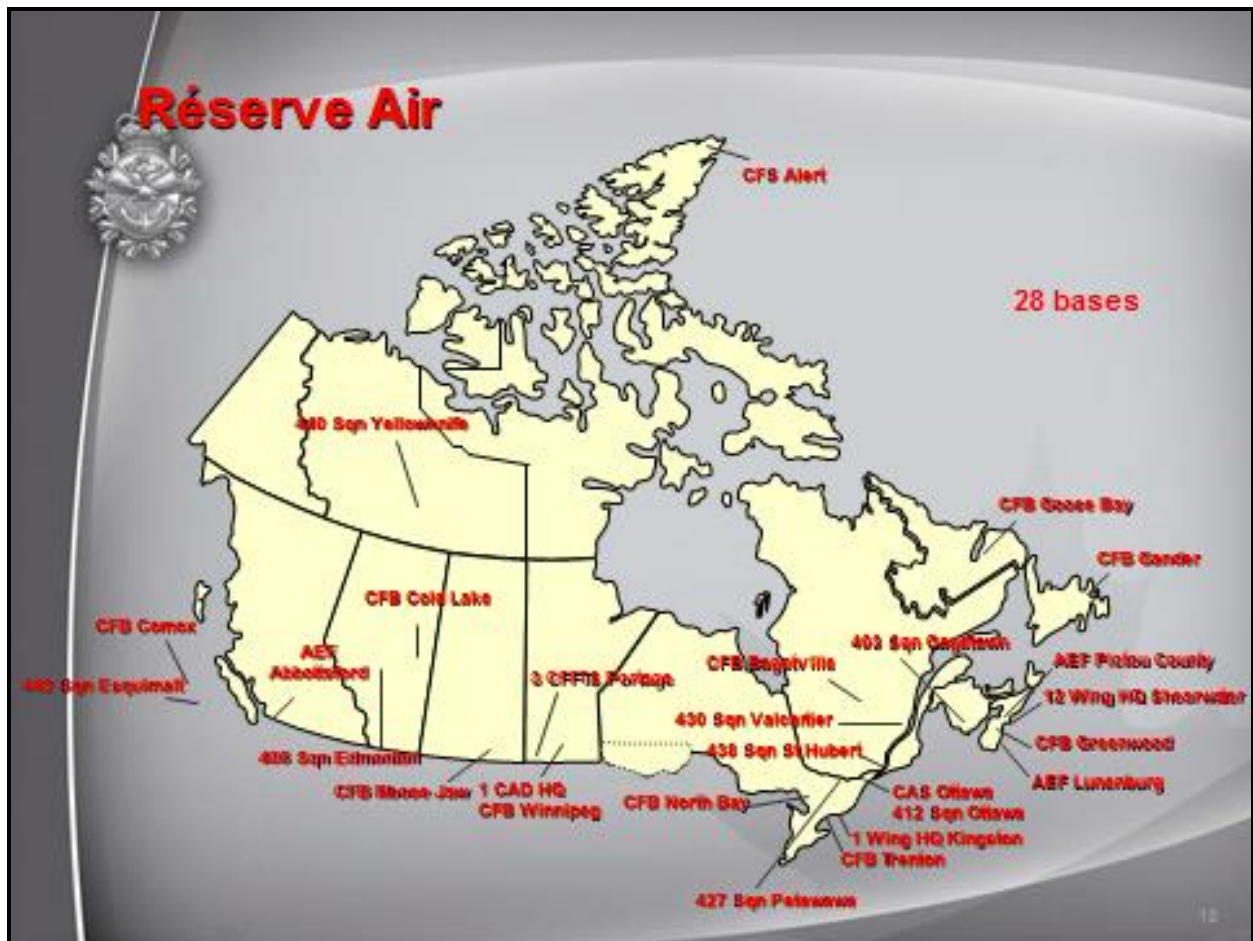 Réserve Air
CFS Alert
28 bases
440 Sqn Yellowknife
CFB Goose Bay
CFB Gander
CFB Cold Lake
CFB Comox
403 Sqn Gagetown
AEF
Abbotsford
CFB Bagotville
AEF Pictou County
3 CFFTS Portage
443 Sqn Esquimalt
12 Wing HQ Shearwater
430 Sqn Valcartier
CFB Greenwood
438 Sqn St Hubert
408 Sqn Edmonton
AEF Lunenburg
CFB Moose Jaw
1 CAD HQ
CFB Winnipeg
CFB North Bay
CAS Ottawa
412 Sqn Ottawa
1 Wing HQ Kingston
CFB Trenton
427 Sqn Petawawa